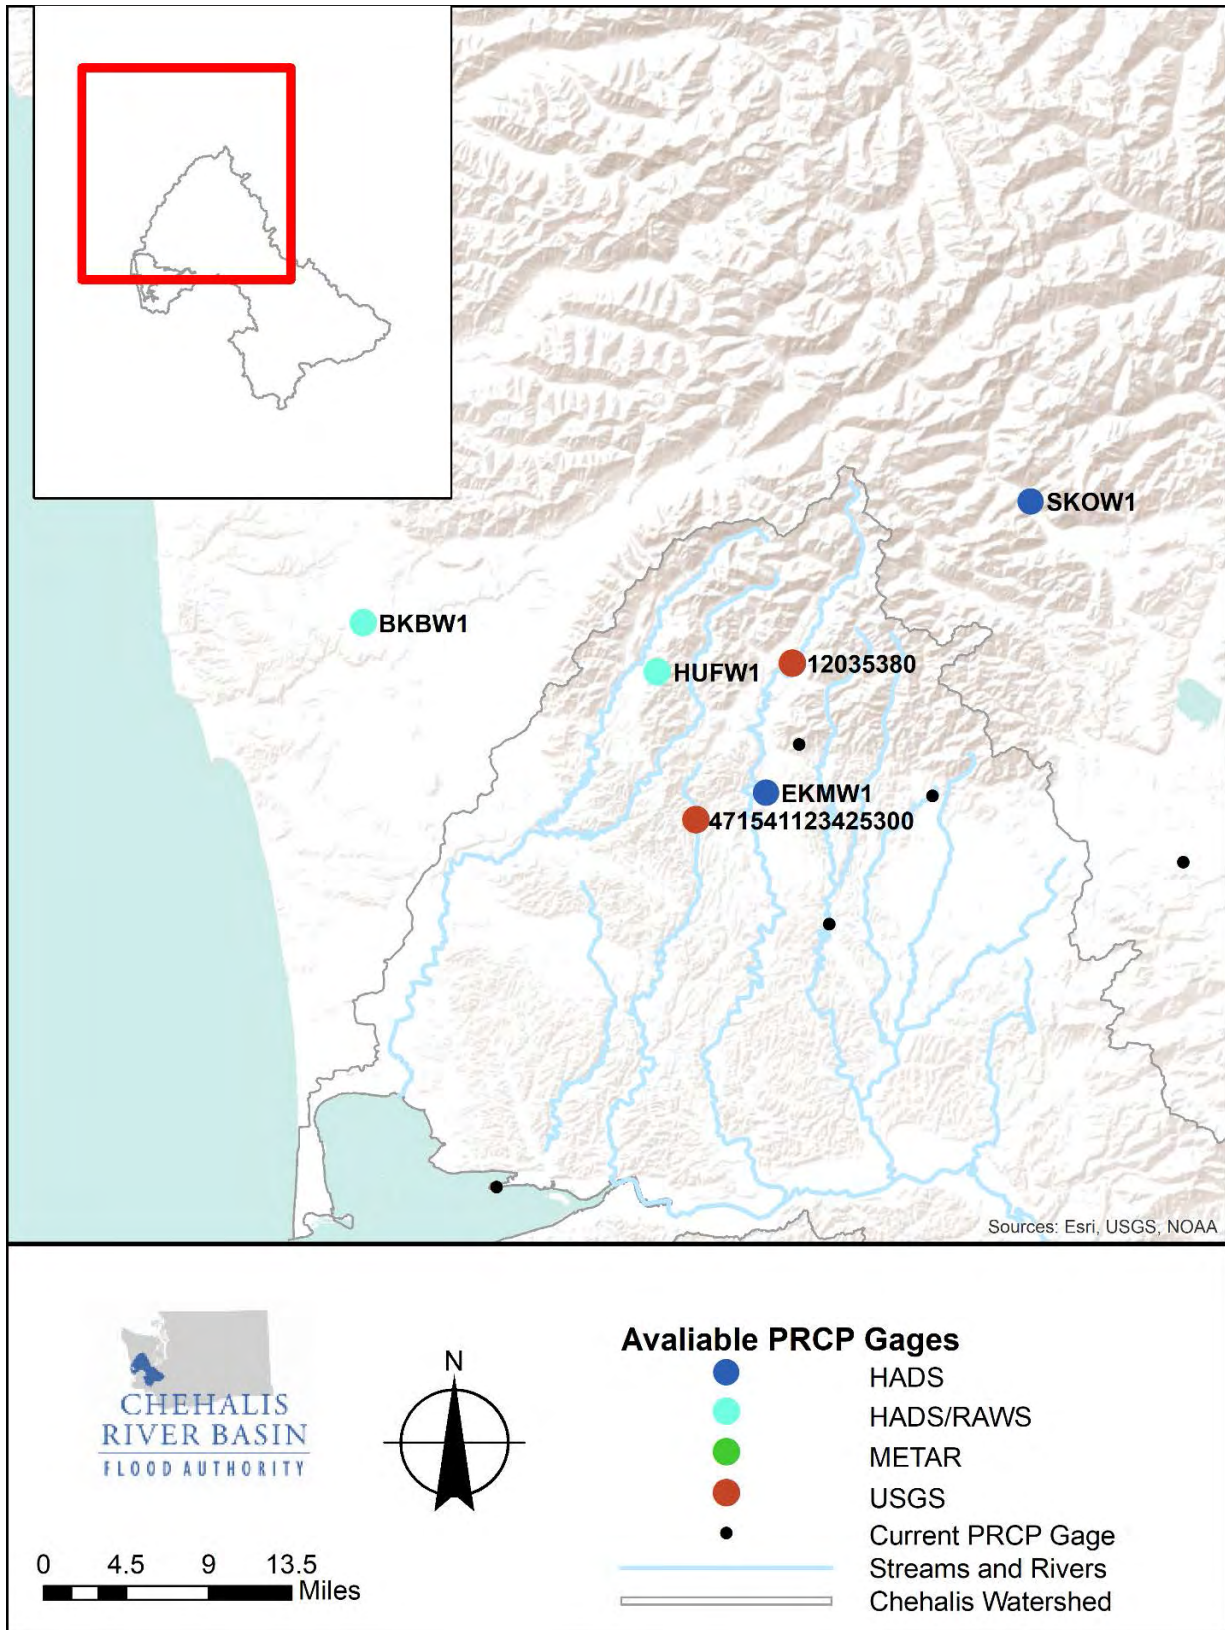 SKOW1
BKBW1
HUFW1
12035380
EKMW1
471541123425300
Sources: Esri, USGS, NOAA
CHEHALIS
RIVER BASIN
FLOOD AUTHORITY
N
0 4.5 9 13.5
Miles
Avaliable PRCP Gages
HADS
HADS/RAWS
METAR
USGS
Current PRCP Gage
Streams and Rivers
Chehalis Watershed